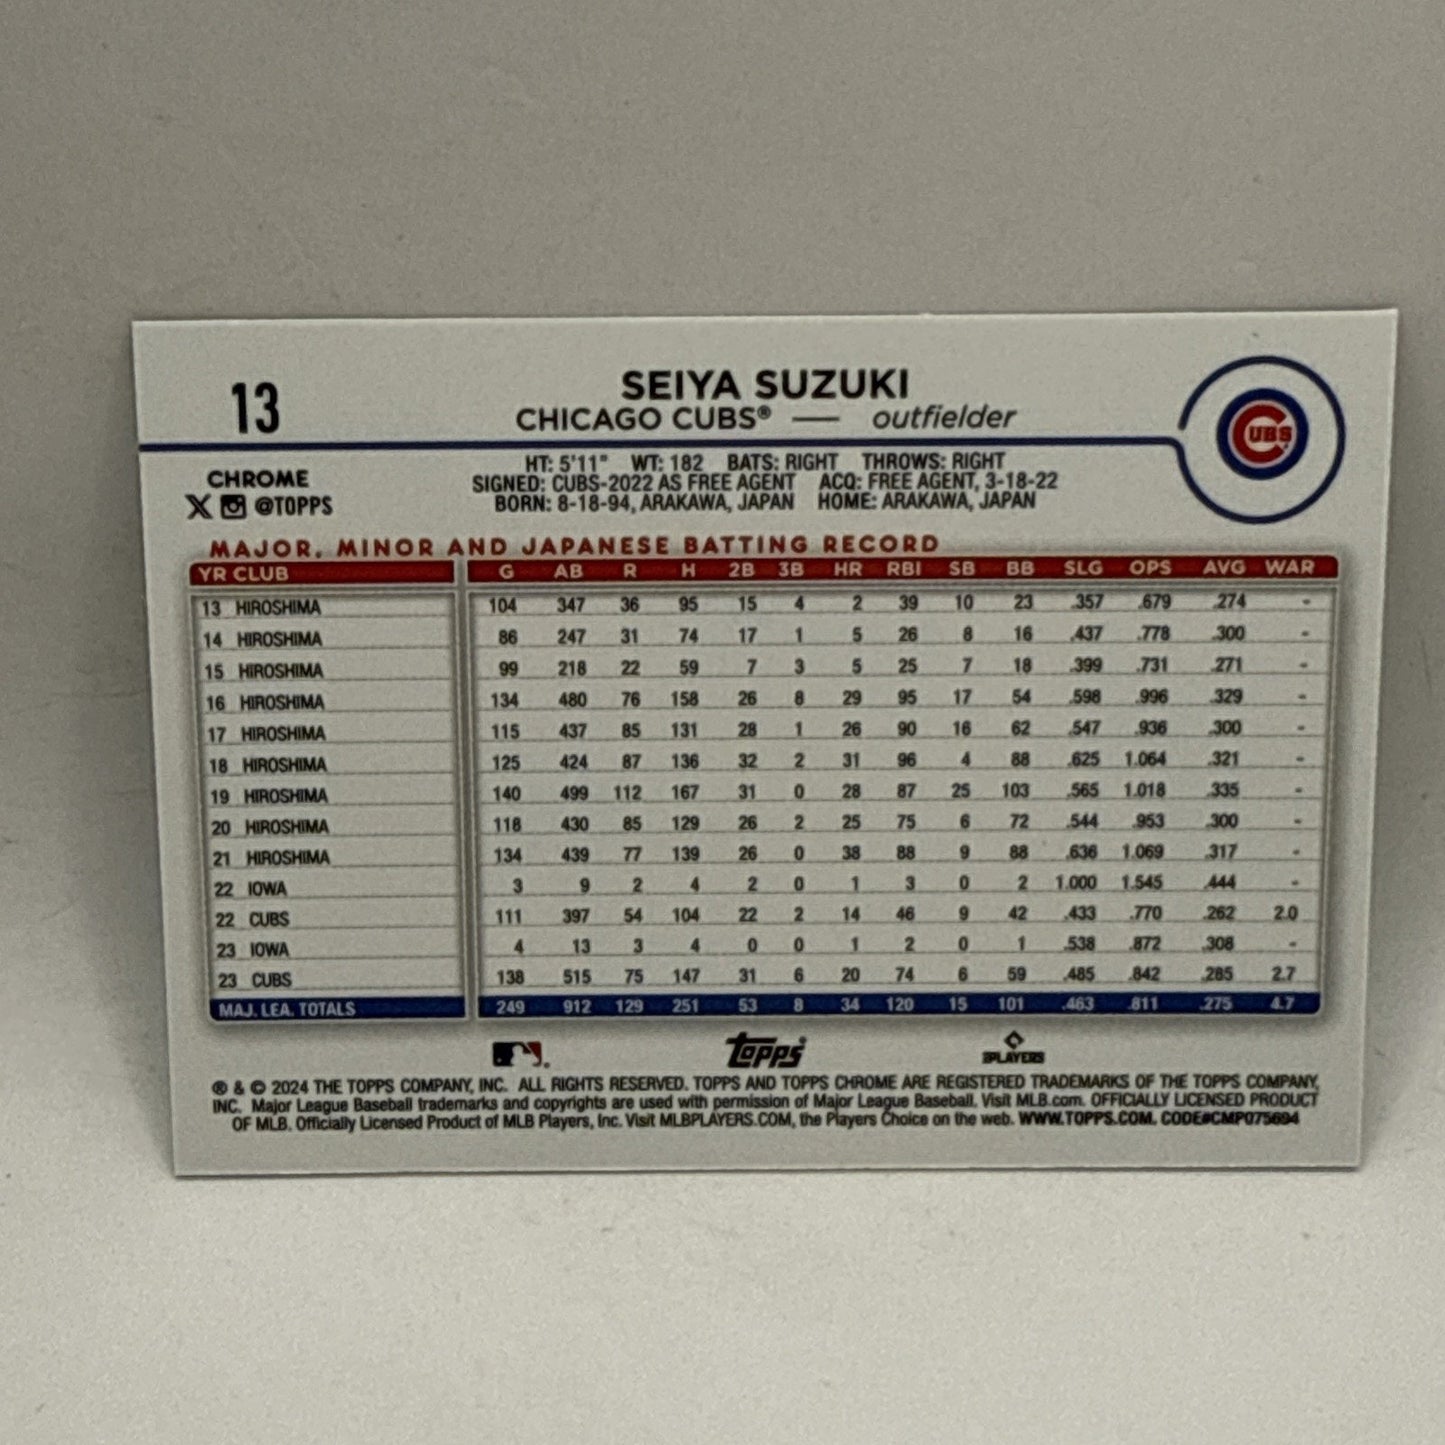 13
SEIYA SUZUKI
CHICAGO CUBS® — outfielder
CUBS
CHROME
@TOPPS
HT: 5'11" WT: 182 BATS: RIGHT THROWS: RIGHT
SIGNED: CUBS-2022 AS FREE AGENT ACQ: FREE AGENT, 3-18-22
BORN: 8-18-94, ARAKAWA, JAPAN HOME: ARAKAWA, JAPAN
MAJOR, MINOR AND JAPANESE BATTING RECORD
YR CLUB G AB R H 2B 3B HR RBI SB BB SLG OPS AVG WAR
13 HIROSHIMA 104 347 36 95 15 4 2 39 10 23 .357 .679 .274 -
14 HIROSHIMA 86 247 31 74 17 1 5 26 8 16 .437 .778 .300 -
15 HIROSHIMA 99 218 22 59 7 3 5 25 7 18 .399 .731 .271 -
16 HIROSHIMA 134 480 76 158 26 8 29 95 17 54 .598 .996 .329 -
17 HIROSHIMA 115 437 85 131 28 1 26 90 16 62 .547 .936 .300 -
18 HIROSHIMA 125 424 87 136 32 2 31 96 4 88 .625 1.064 .321 -
19 HIROSHIMA 140 499 112 167 31 0 28 87 25 103 .565 1.018 .335 -
20 HIROSHIMA 118 430 85 129 26 2 25 75 6 72 .544 .953 .300 -
21 HIROSHIMA 134 439 77 139 26 0 38 88 9 88 .636 1.069 .317 -
22 IOWA 3 9 2 4 2 0 1 3 0 2 1.000 1.545 .444 -
22 CUBS 111 397 54 104 22 2 14 46 9 42 .433 .770 .262 2.0
23 IOWA 4 13 3 4 0 0 1 2 0 1 .538 .872 .308 -
23 CUBS 138 515 75 147 31 6 20 74 6 59 .485 .842 .285 2.7
MAJ. LEA. TOTALS 249 912 129 251 53 8 34 120 15 101 .463 .811 .275 4.7
Topps
PLAYERS
® & © 2024 THE TOPPS COMPANY, INC. ALL RIGHTS RESERVED. TOPPS AND TOPPS CHROME ARE REGISTERED TRADEMARKS OF THE TOPPS COMPANY,
INC. Major League Baseball trademarks and copyrights are used with permission of Major League Baseball. Visit MLB.com. OFFICIALLY LICENSED PRODUCT
OF MLB. Officially Licensed Product of MLB Players, Inc. Visit MLBPLAYERS.COM, the Players Choice on the web. WWW.TOPPS.COM. CODE#CMP075694